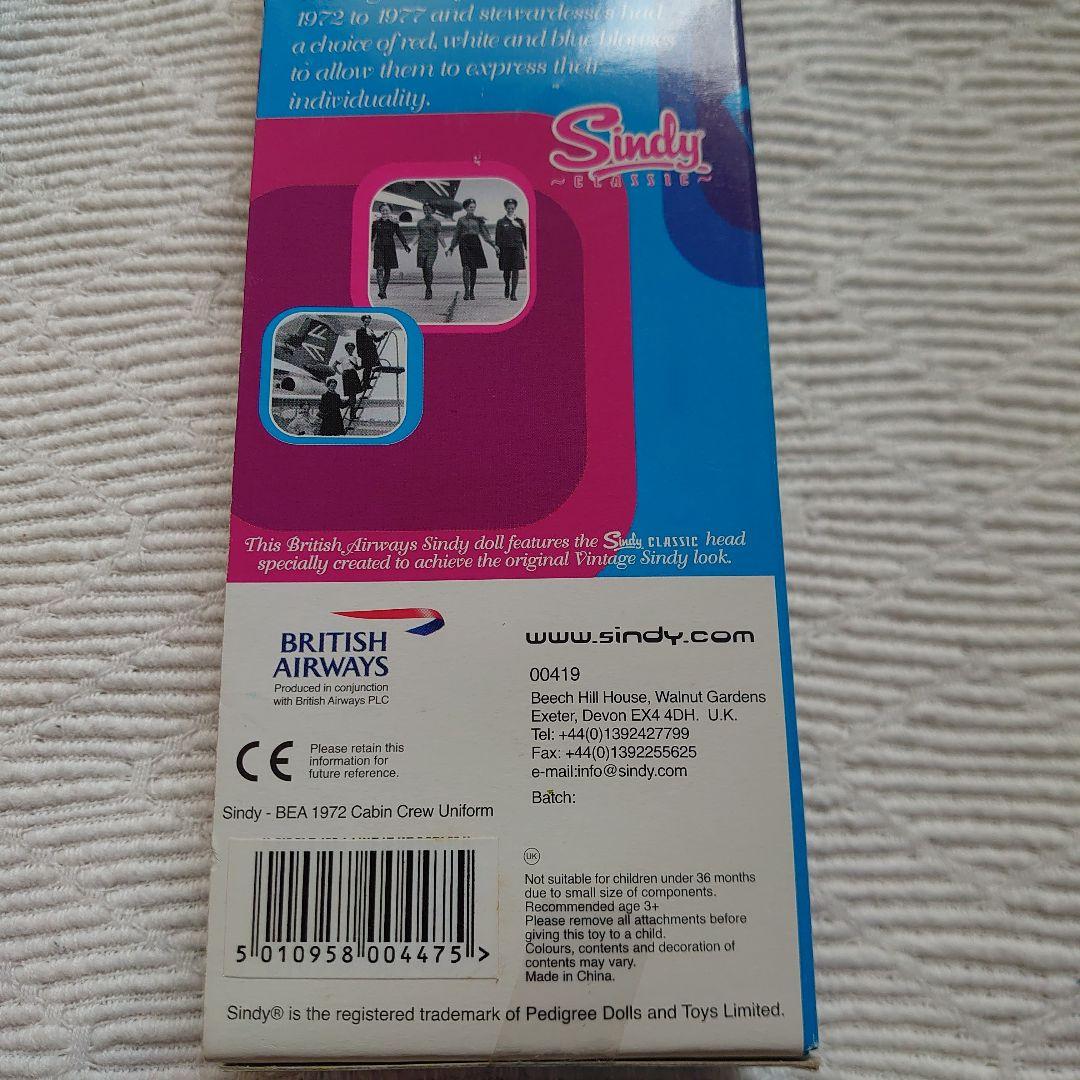 1972 to 1977 and stewardesses had
a choice of red, white and blue blouses
to allow them to express their
individuality.
Sindy
~CLASSIC~
This British Airways Sindy doll features the Sindy CLASSIC head
specially created to achieve the original Vintage Sindy look.
BRITISH
AIRWAYS
Produced in conjunction
with British Airways PLC
CE
Please retain this
information for
future reference.
Sindy - BEA 1972 Cabin Crew Uniform
5 010958 004475 >
www.sindy.com
00419
Beech Hill House, Walnut Gardens
Exeter, Devon EX4 4DH. U.K.
Tel: +44(0)1392427799
Fax: +44(0)1392255625
e-mail:info@sindy.com
Batch:
UK
Not suitable for children under 36 months
due to small size of components.
Recommended age 3+
Please remove all attachments before
giving this toy to a child.
Colours, contents and decoration of
contents may vary.
Made in China.
Sindy® is the registered trademark of Pedigree Dolls and Toys Limited.